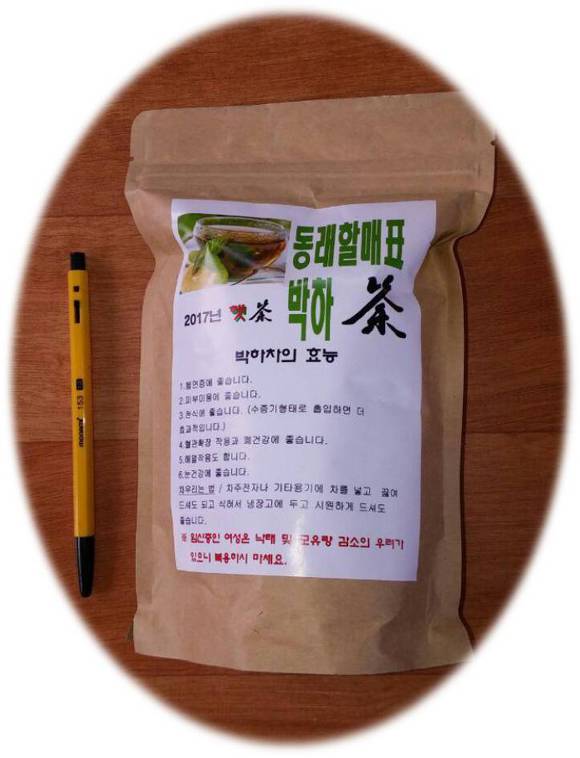 동래할매표
박하 茶
2017년 햇 茶
박하차의 효능
1.불면증에 좋습니다.
2.피부미용에 좋습니다.
3.천식에 좋습니다. (수증기형태로 흡입하면 더
효과적입니다.)
4.혈관확장 작용과 폐건강에 좋습니다.
5.해열작용도 합니다.
6.눈건강에 좋습니다.
차우리는 법 / 차주전자나 기타용기에 차를 넣고 끓여
드셔도 되고 식혀서 냉장고에 두고 시원하게 드셔도
좋습니다.
※ 임신중인 여성은 낙태 및 모유량 감소의 우려가
있으니 복용하시 마세요.
monami 153